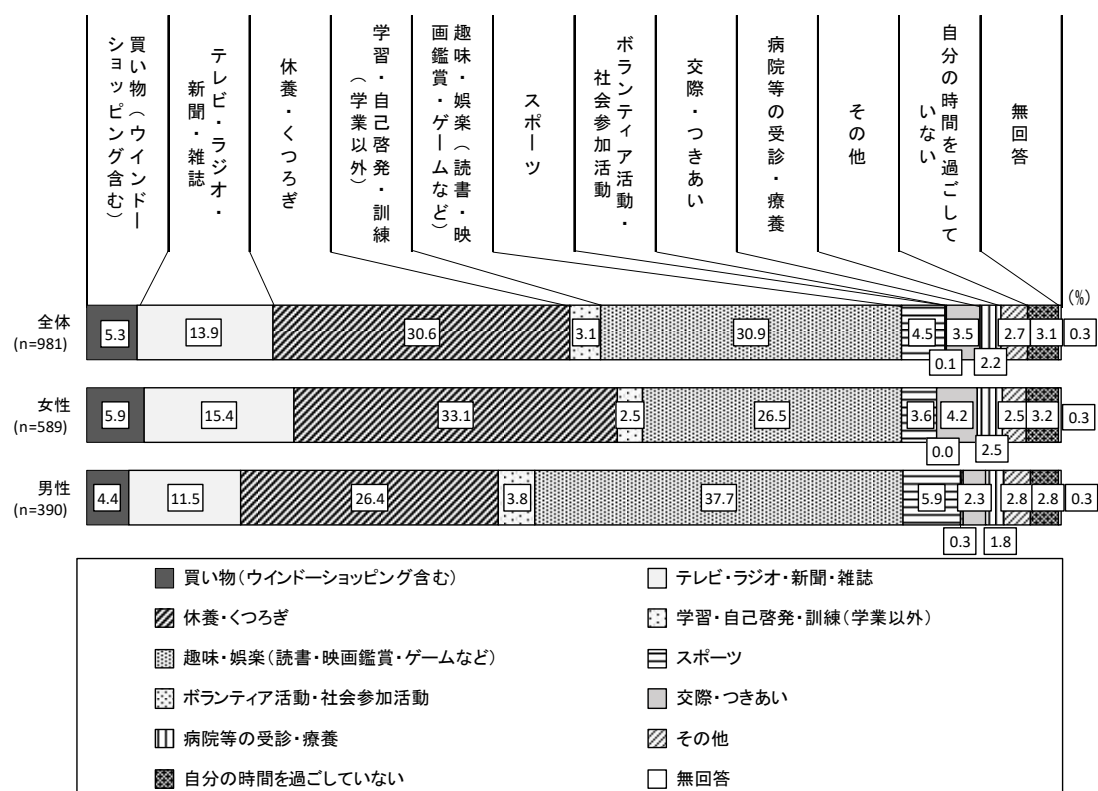 買い物（ウインドー
ショッピング含む）
テレビ・ラジオ・
新聞・雑誌
休養・くつろぎ
学習・自己啓発・訓練
（学業以外）
趣味・娯楽（読書・映
画鑑賞・ゲームなど）
スポーツ
ボランティア活動・
社会参加活動
交際・つきあい
病院等の受診・療養
その他
自分の時間を過ごして
いない
無回答
(%)
全体
(n=981)
5.3 13.9 30.6 3.1 30.9 4.5 0.1 3.5 2.2 2.7 3.1 0.3
女性
(n=589)
5.9 15.4 33.1 2.5 26.5 3.6 0.0 4.2 2.5 2.5 3.2 0.3
男性
(n=390)
4.4 11.5 26.4 3.8 37.7 5.9 0.3 2.3 1.8 2.8 2.8 0.3
買い物（ウインドーショッピング含む）
テレビ・ラジオ・新聞・雑誌
休養・くつろぎ
学習・自己啓発・訓練（学業以外）
趣味・娯楽（読書・映画鑑賞・ゲームなど）
スポーツ
ボランティア活動・社会参加活動
交際・つきあい
病院等の受診・療養
その他
自分の時間を過ごしていない
無回答